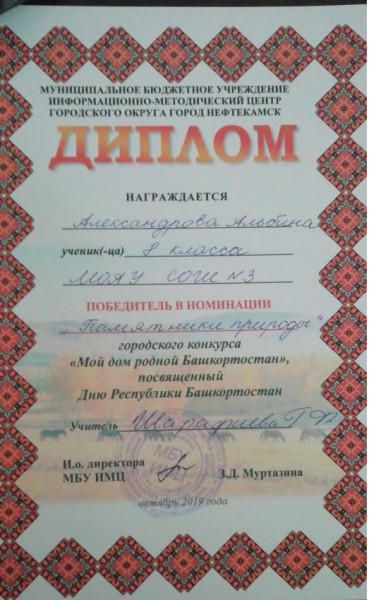 МУНИЦИПАЛЬНОЕ БЮДЖЕТНОЕ УЧРЕЖДЕНИЕ
ИНФОРМАЦИОННО-МЕТОДИЧЕСКИЙ ЦЕНТР
ГОРОДСКОГО ОКРУГА ГОРОД НЕФТЕКАМСК
ДИПЛОМ
НАГРАЖДАЕТСЯ
Александрова Альбина
ученик(-ца) 8 класса
МОАУ СОШ №3
ПОБЕДИТЕЛЬ В НОМИНАЦИИ
„Памятники природы"
городского конкурса
«Мой дом родной Башкортостан»,
посвященный
Дню Республики Башкортостан
Учитель Шарафиева Г Ф
И.о. директора
МБУ ИМЦ З.Д. Муртазина
МБУ
ИМЦ
октябрь 2019 года